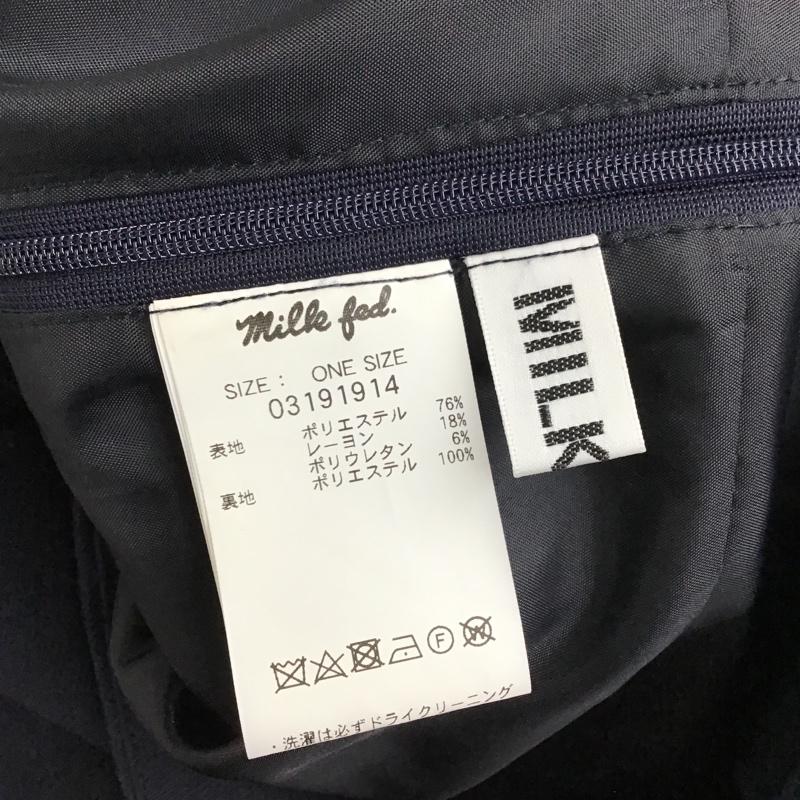 Milk fed.
SIZE : ONE SIZE
03191914
表地 ポリエステル 76%
レーヨン 18%
ポリウレタン 6%
裏地 ポリエステル 100%
F W
・洗濯は必ずドライクリーニング
MILK